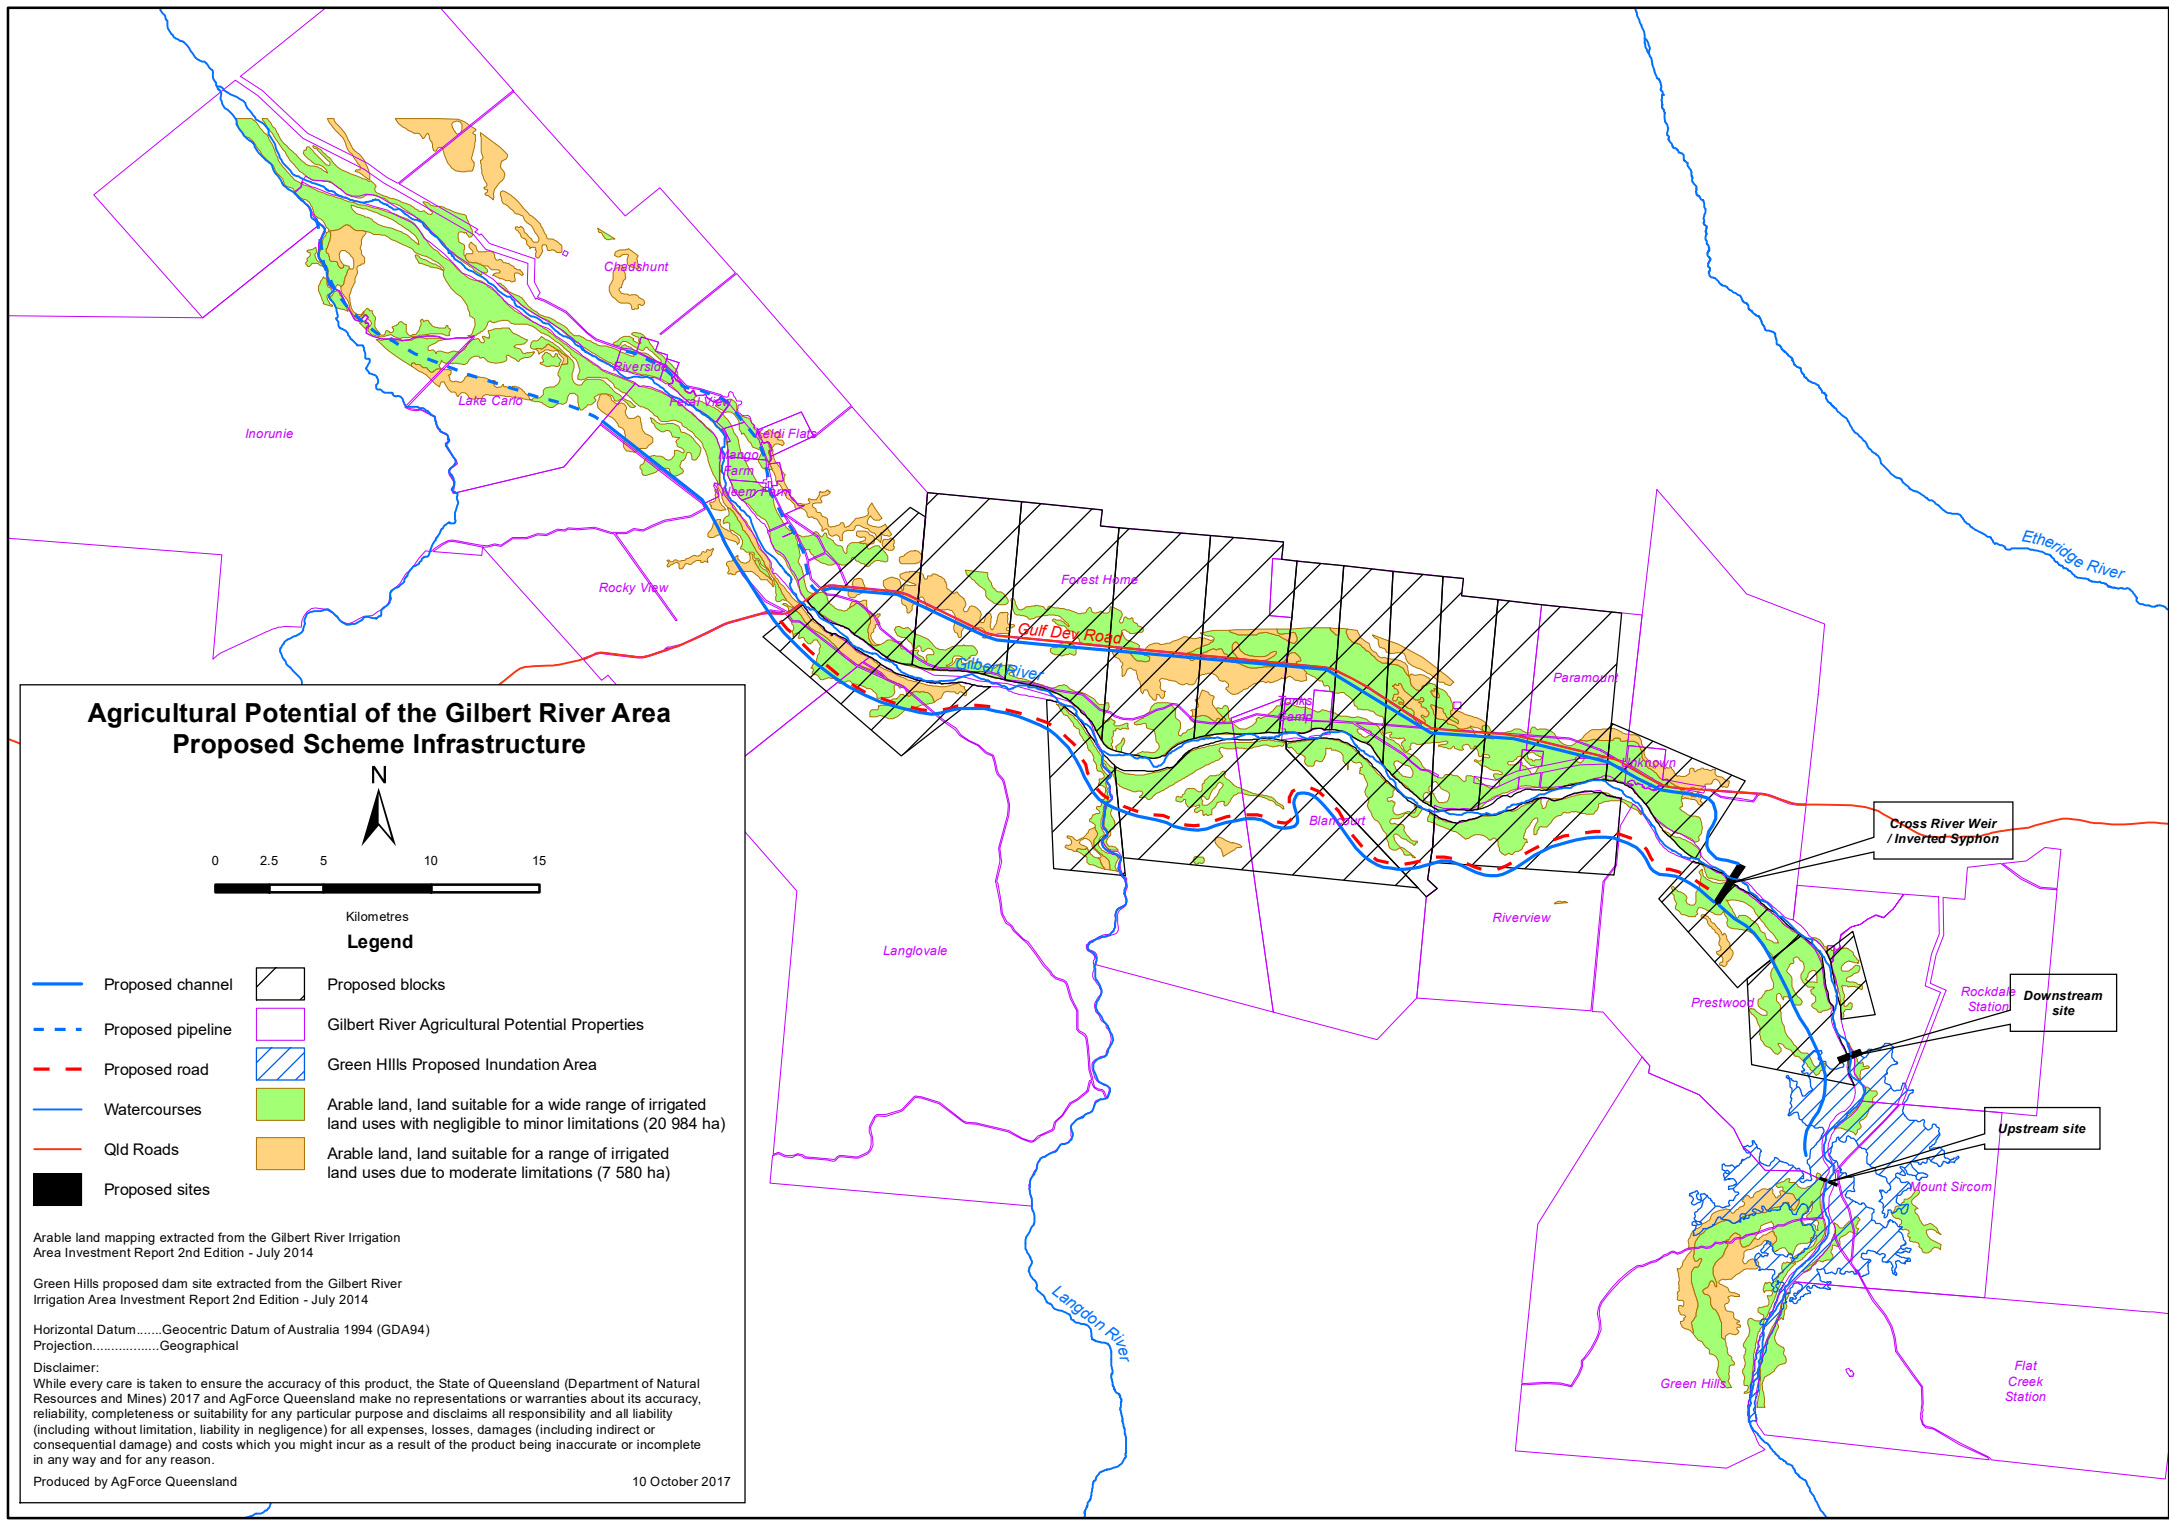 Etheridge River
Chadshunt
Riverside
Feral View
Lake Carlo
Inorunie
Keldi Flats
Mango
Farm
Neem Farm
Rocky View
Forest Home
Gulf Dev Road
Gilbert River
Paramount
Tonks
Camp
Unknown
Blancourt
Cross River Weir
/ Inverted Syphon
Riverview
Langlovale
Prestwood
Rockdale
Station
Downstream
site
Upstream site
Mount Sircom
Langdon River
Green Hills
Flat
Creek
Station
Agricultural Potential of the Gilbert River Area
Proposed Scheme Infrastructure
N
0 2.5 5 10 15
Kilometres
Legend
Proposed channel
Proposed pipeline
Proposed road
Watercourses
Qld Roads
Proposed sites
Proposed blocks
Gilbert River Agricultural Potential Properties
Green HIlls Proposed Inundation Area
Arable land, land suitable for a wide range of irrigated
land uses with negligible to minor limitations (20 984 ha)
Arable land, land suitable for a range of irrigated
land uses due to moderate limitations (7 580 ha)
Arable land mapping extracted from the Gilbert River Irrigation
Area Investment Report 2nd Edition - July 2014
Green Hills proposed dam site extracted from the Gilbert River
Irrigation Area Investment Report 2nd Edition - July 2014
Horizontal Datum.......Geocentric Datum of Australia 1994 (GDA94)
Projection..................Geographical
Disclaimer:
While every care is taken to ensure the accuracy of this product, the State of Queensland (Department of Natural
Resources and Mines) 2017 and AgForce Queensland make no representations or warranties about its accuracy,
reliability, completeness or suitability for any particular purpose and disclaims all responsibility and all liability
(including without limitation, liability in negligence) for all expenses, losses, damages (including indirect or
consequential damage) and costs which you might incur as a result of the product being inaccurate or incomplete
in any way and for any reason.
Produced by AgForce Queensland 10 October 2017